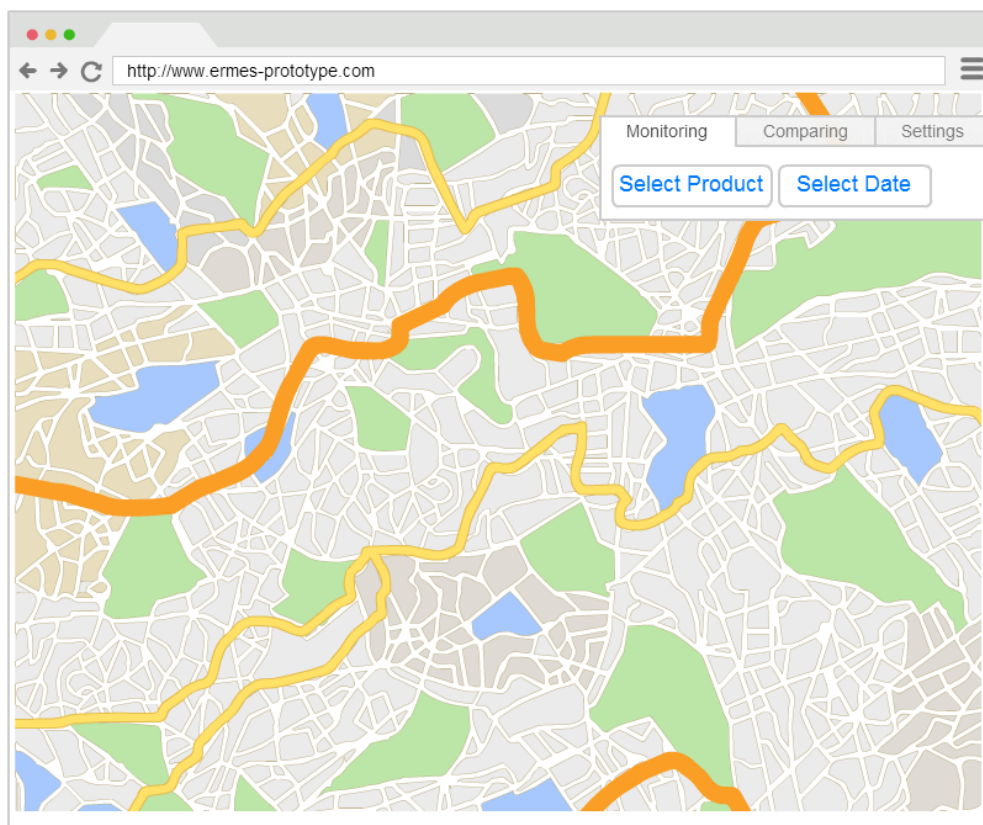 http://www.ermes-prototype.com
Monitoring Comparing Settings
Select Product Select Date